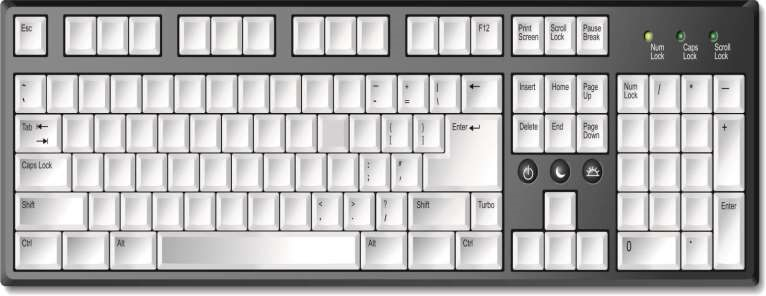 Esc
F12
Print Screen
Scroll Lock
Pause Break
Num Lock
Caps Lock
Scroll Lock
~ `
_ -
+ =
| \
←
Insert
Home
Page Up
Num Lock
/
*
—
Tab
{ [
} ]
Enter
Delete
End
Page Down
+
Caps Lock
: ;
Shift
< ,
> .
? /
Shift
Turbo
Enter
Ctrl
Alt
Alt
Ctrl
0
.